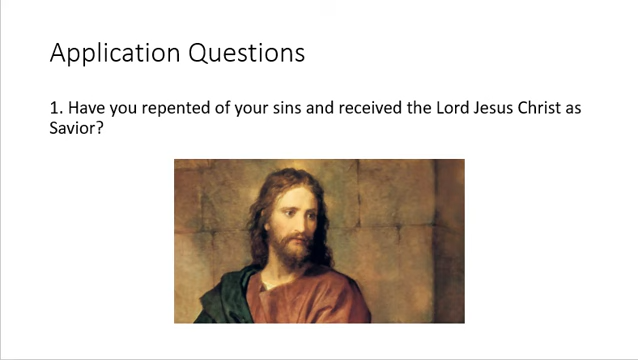 Application Questions
1. Have you repented of your sins and received the Lord Jesus Christ as
Savior?